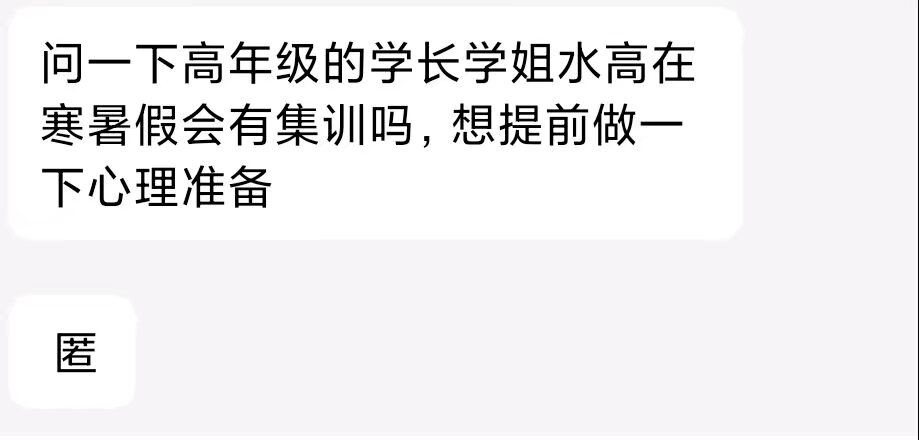 问一下高年级的学长学姐水高在
寒暑假会有集训吗，想提前做一
下心理准备
匿